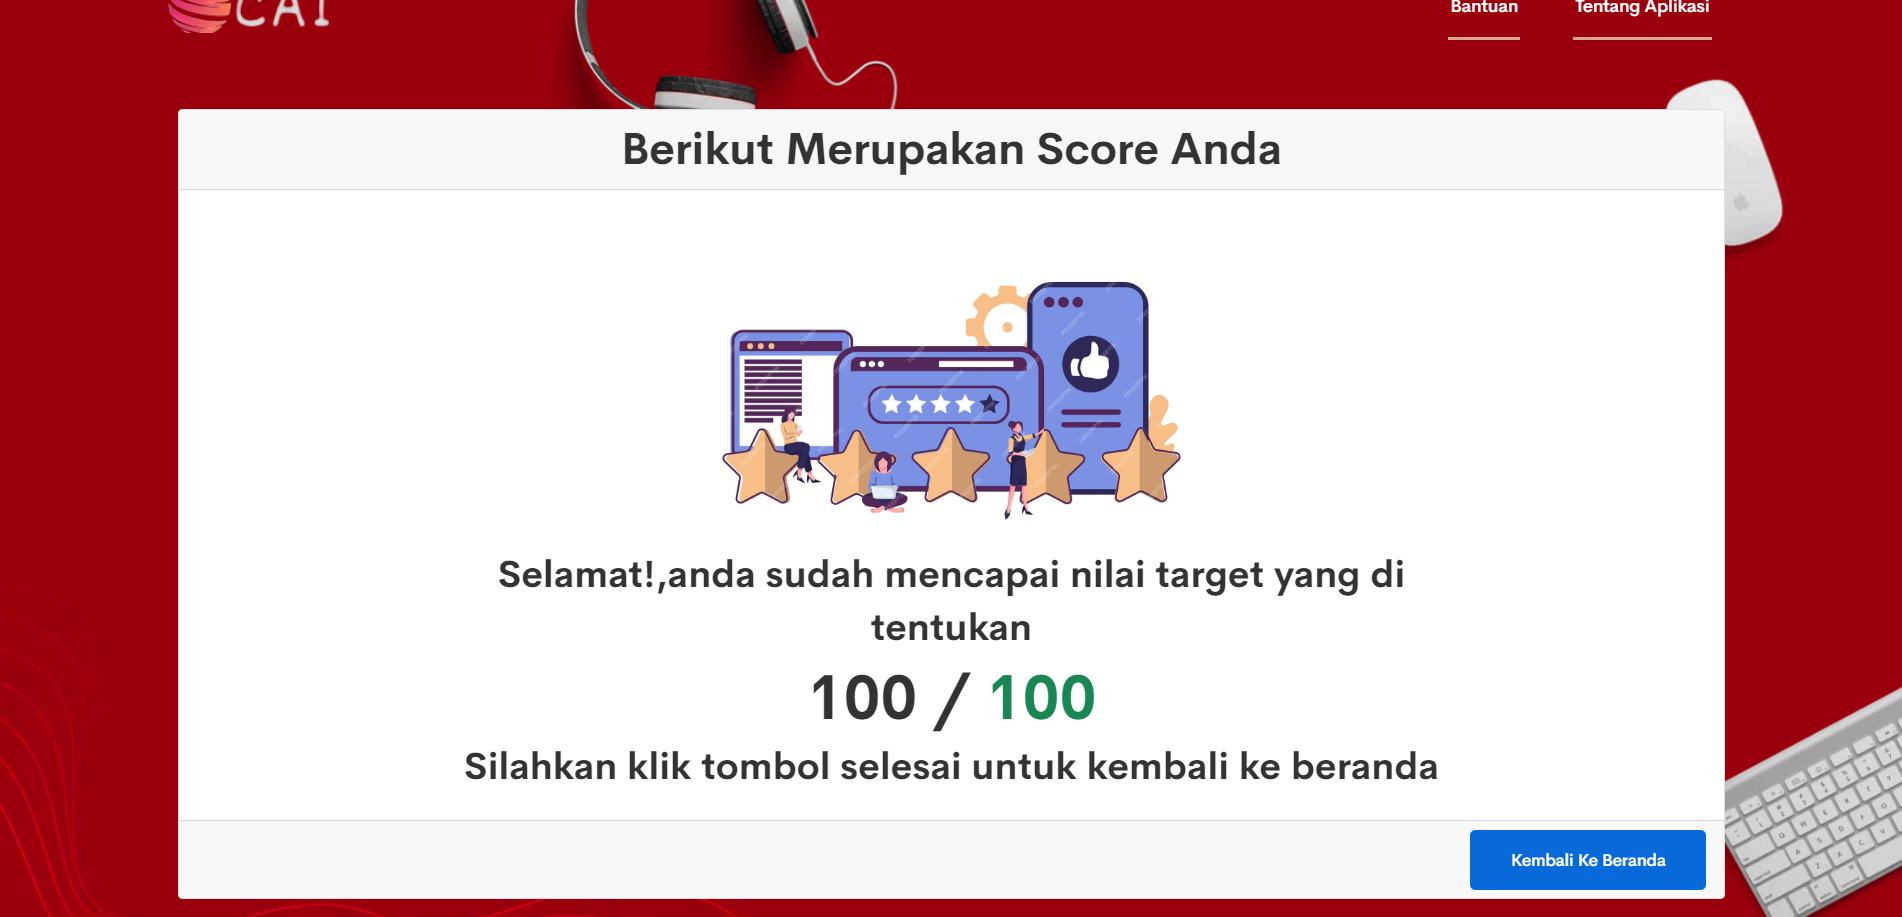 CAI
Bantuan
Tentang Aplikasi
Berikut Merupakan Score Anda
Selamat!,anda sudah mencapai nilai target yang di
tentukan
100 / 100
Silahkan klik tombol selesai untuk kembali ke beranda
Kembali Ke Beranda